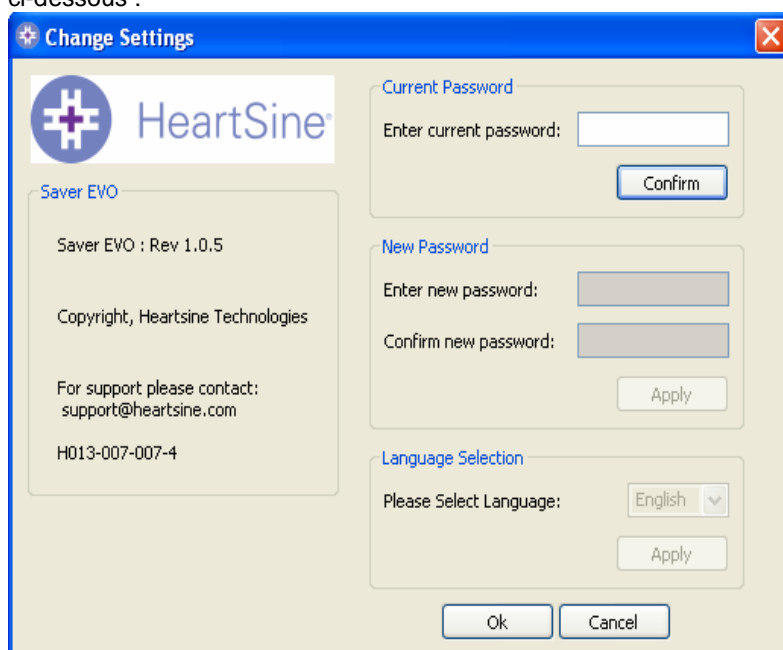 ci-dessous :
Change Settings
HeartSine®
Saver EVO
Saver EVO : Rev 1.0.5
Copyright, Heartsine Technologies
For support please contact:
support@heartsine.com
H013-007-007-4
Current Password
Enter current password:
Confirm
New Password
Enter new password:
Confirm new password:
Apply
Language Selection
Please Select Language:
English
Apply
Ok
Cancel